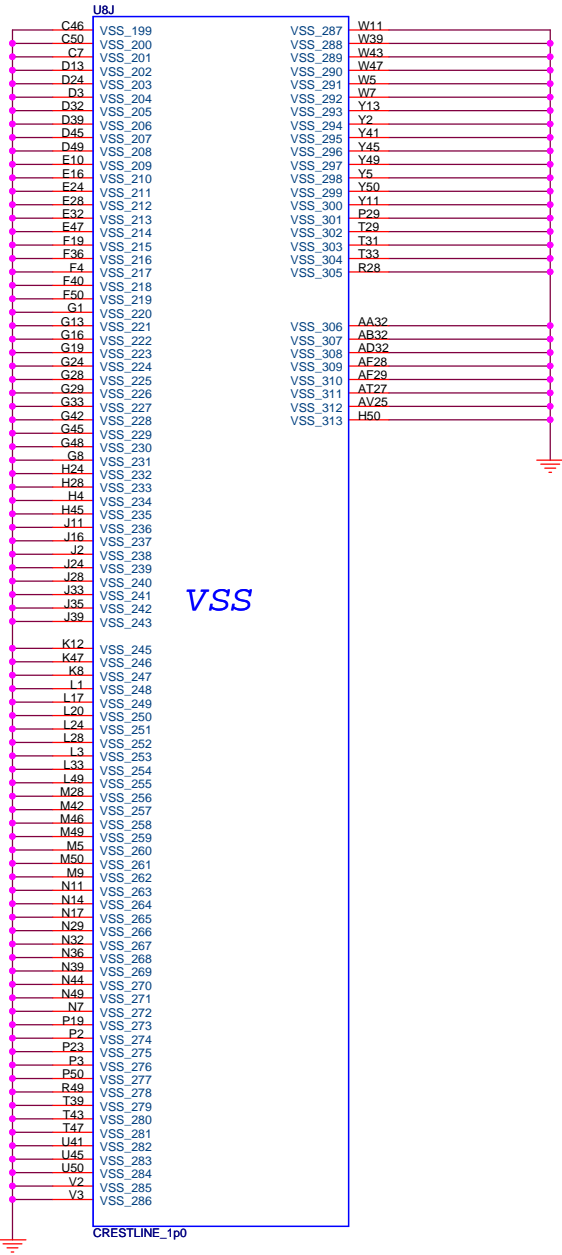 U8J
C46 VSS_199 VSS_287 W11
C50 VSS_200 VSS_288 W39
C7 VSS_201 VSS_289 W43
D13 VSS_202 VSS_290 W47
D24 VSS_203 VSS_291 W5
D3 VSS_204 VSS_292 W7
D32 VSS_205 VSS_293 Y13
D39 VSS_206 VSS_294 Y2
D45 VSS_207 VSS_295 Y41
D49 VSS_208 VSS_296 Y45
E10 VSS_209 VSS_297 Y49
E16 VSS_210 VSS_298 Y5
E24 VSS_211 VSS_299 Y50
E28 VSS_212 VSS_300 Y11
E32 VSS_213 VSS_301 P29
E47 VSS_214 VSS_302 T29
F19 VSS_215 VSS_303 T31
F36 VSS_216 VSS_304 T33
F4 VSS_217 VSS_305 R28
F40 VSS_218
F50 VSS_219
G1 VSS_220
G13 VSS_221 VSS_306 AA32
G16 VSS_222 VSS_307 AB32
G19 VSS_223 VSS_308 AD32
G24 VSS_224 VSS_309 AF28
G28 VSS_225 VSS_310 AF29
G29 VSS_226 VSS_311 AT27
G33 VSS_227 VSS_312 AV25
G42 VSS_228 VSS_313 H50
G45 VSS_229
G48 VSS_230
G8 VSS_231
H24 VSS_232
H28 VSS_233
H4 VSS_234
H45 VSS_235
J11 VSS_236
J16 VSS_237
J2 VSS_238
J24 VSS_239
J28 VSS_240
J33 VSS_241
J35 VSS_242
J39 VSS_243
VSS
K12 VSS_245
K47 VSS_246
K8 VSS_247
L1 VSS_248
L17 VSS_249
L20 VSS_250
L24 VSS_251
L28 VSS_252
L3 VSS_253
L33 VSS_254
L49 VSS_255
M28 VSS_256
M42 VSS_257
M46 VSS_258
M49 VSS_259
M5 VSS_260
M50 VSS_261
M9 VSS_262
N11 VSS_263
N14 VSS_264
N17 VSS_265
N29 VSS_266
N32 VSS_267
N36 VSS_268
N39 VSS_269
N44 VSS_270
N49 VSS_271
N7 VSS_272
P19 VSS_273
P2 VSS_274
P23 VSS_275
P3 VSS_276
P50 VSS_277
R49 VSS_278
T39 VSS_279
T43 VSS_280
T47 VSS_281
U41 VSS_282
U45 VSS_283
U50 VSS_284
V2 VSS_285
V3 VSS_286
CRESTLINE_1p0